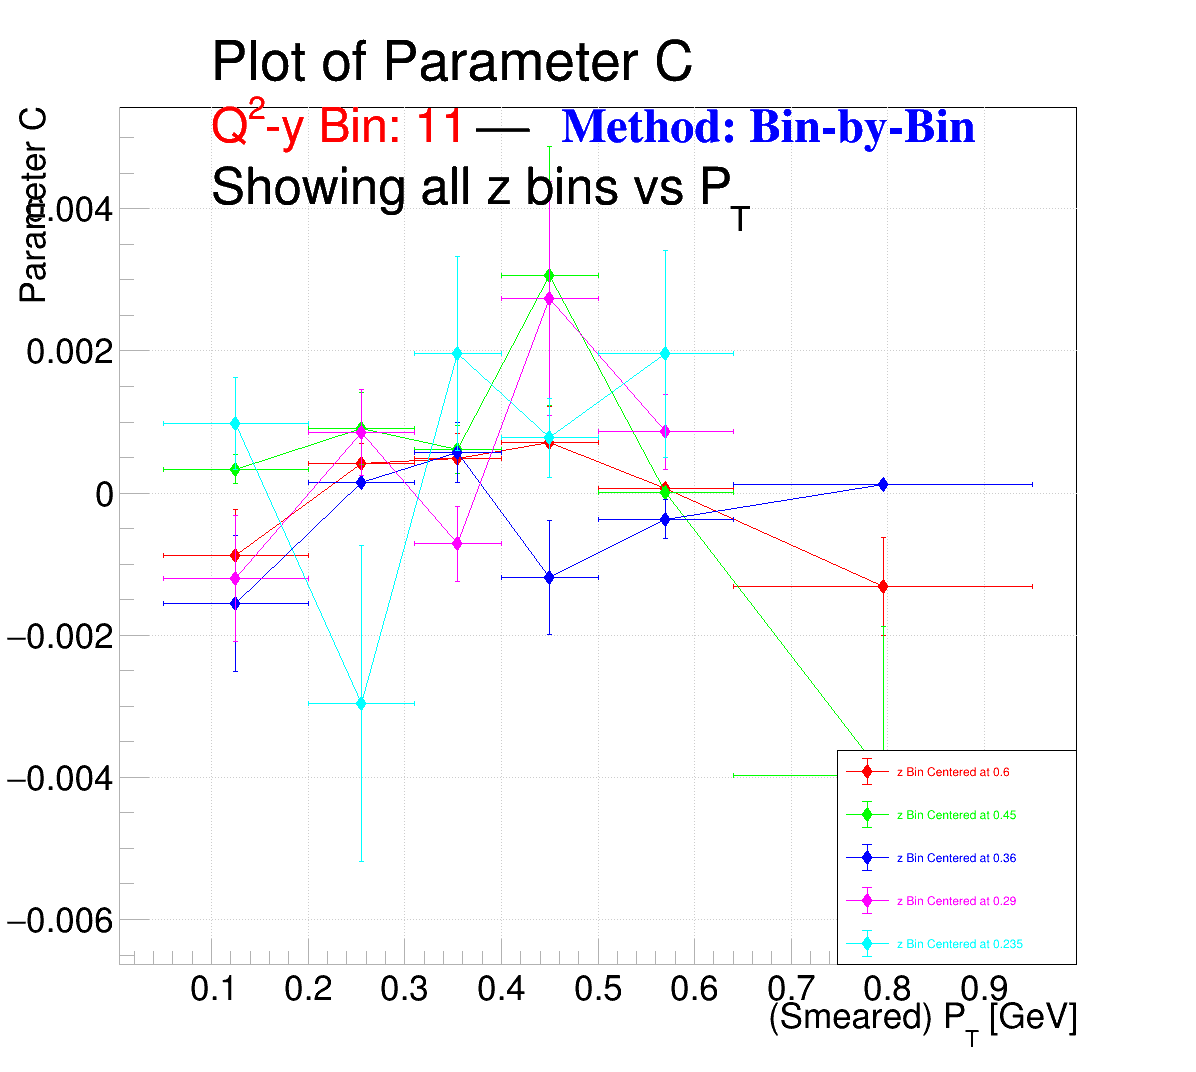 Plot of Parameter C
Q²-y Bin: 11 — Method: Bin-by-Bin
Showing all z bins vs P_T
Parameter C
0.004
0.002
0
−0.002
−0.004
−0.006
z Bin Centered at 0.6
z Bin Centered at 0.45
z Bin Centered at 0.36
z Bin Centered at 0.29
z Bin Centered at 0.235
0.1 0.2 0.3 0.4 0.5 0.6 0.7 0.8 0.9
(Smeared) P_T [GeV]